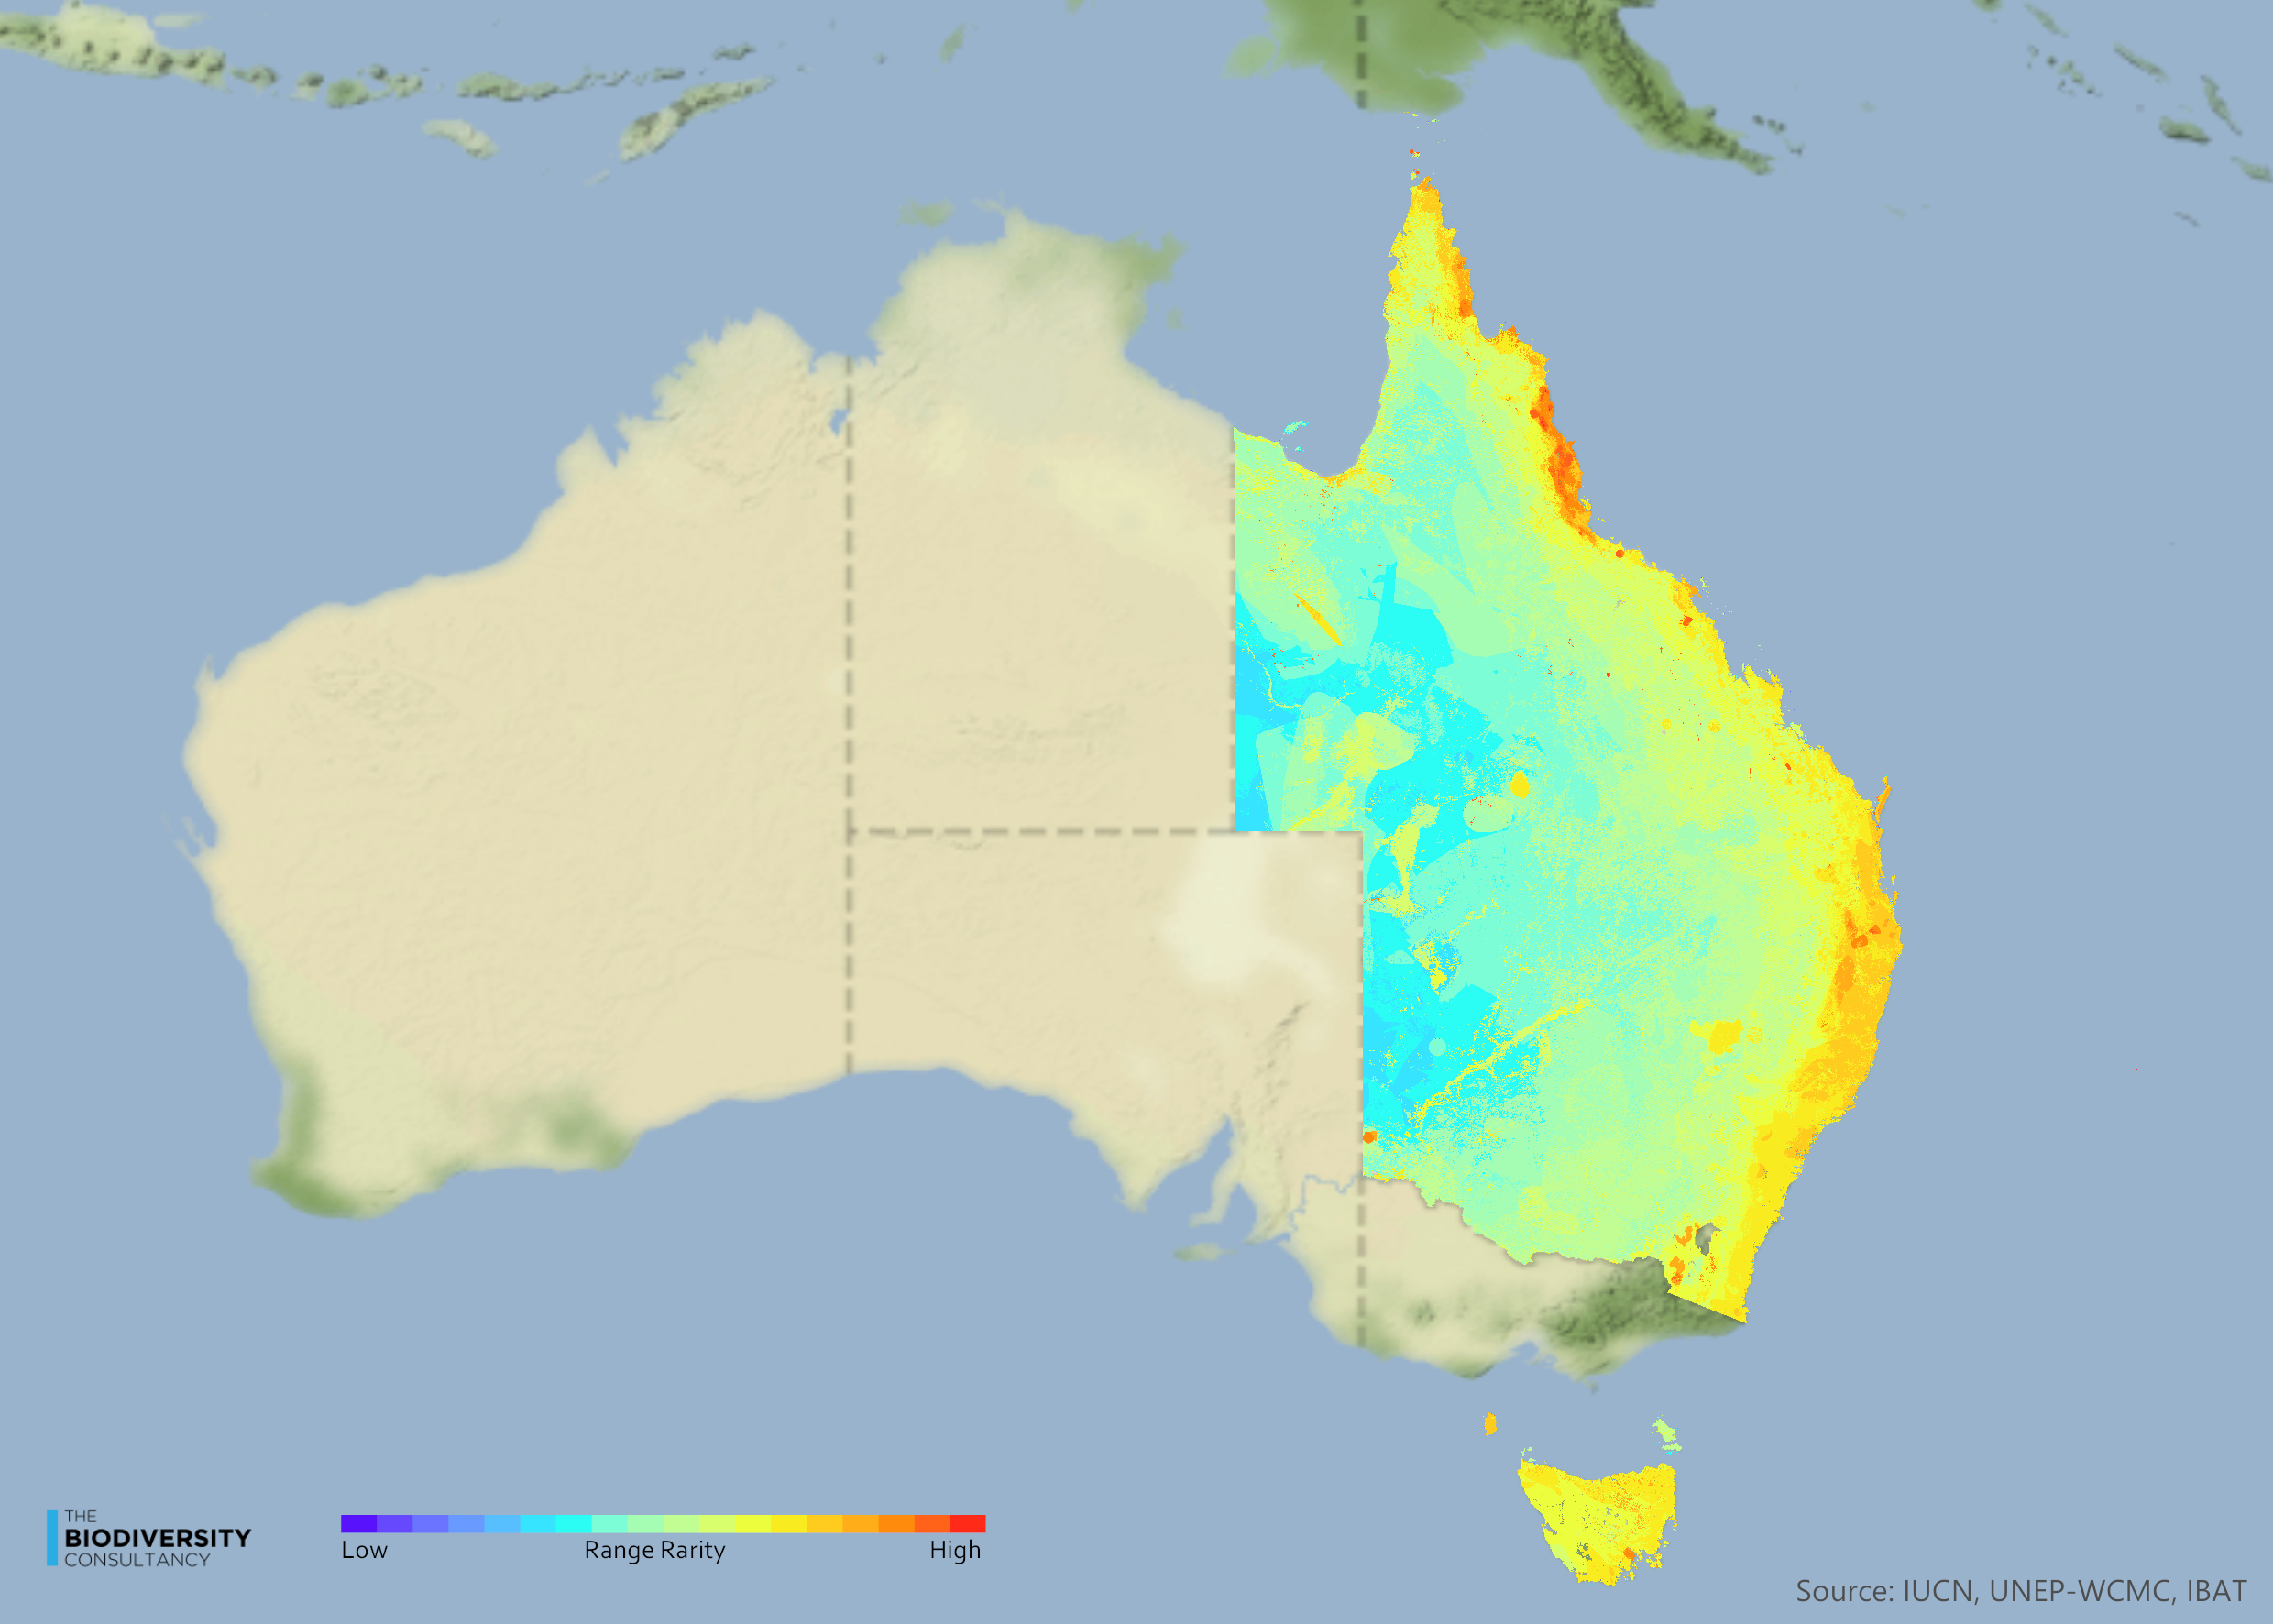 THE
BIODIVERSITY
CONSULTANCY
Low Range Rarity High
Source: IUCN, UNEP-WCMC, IBAT